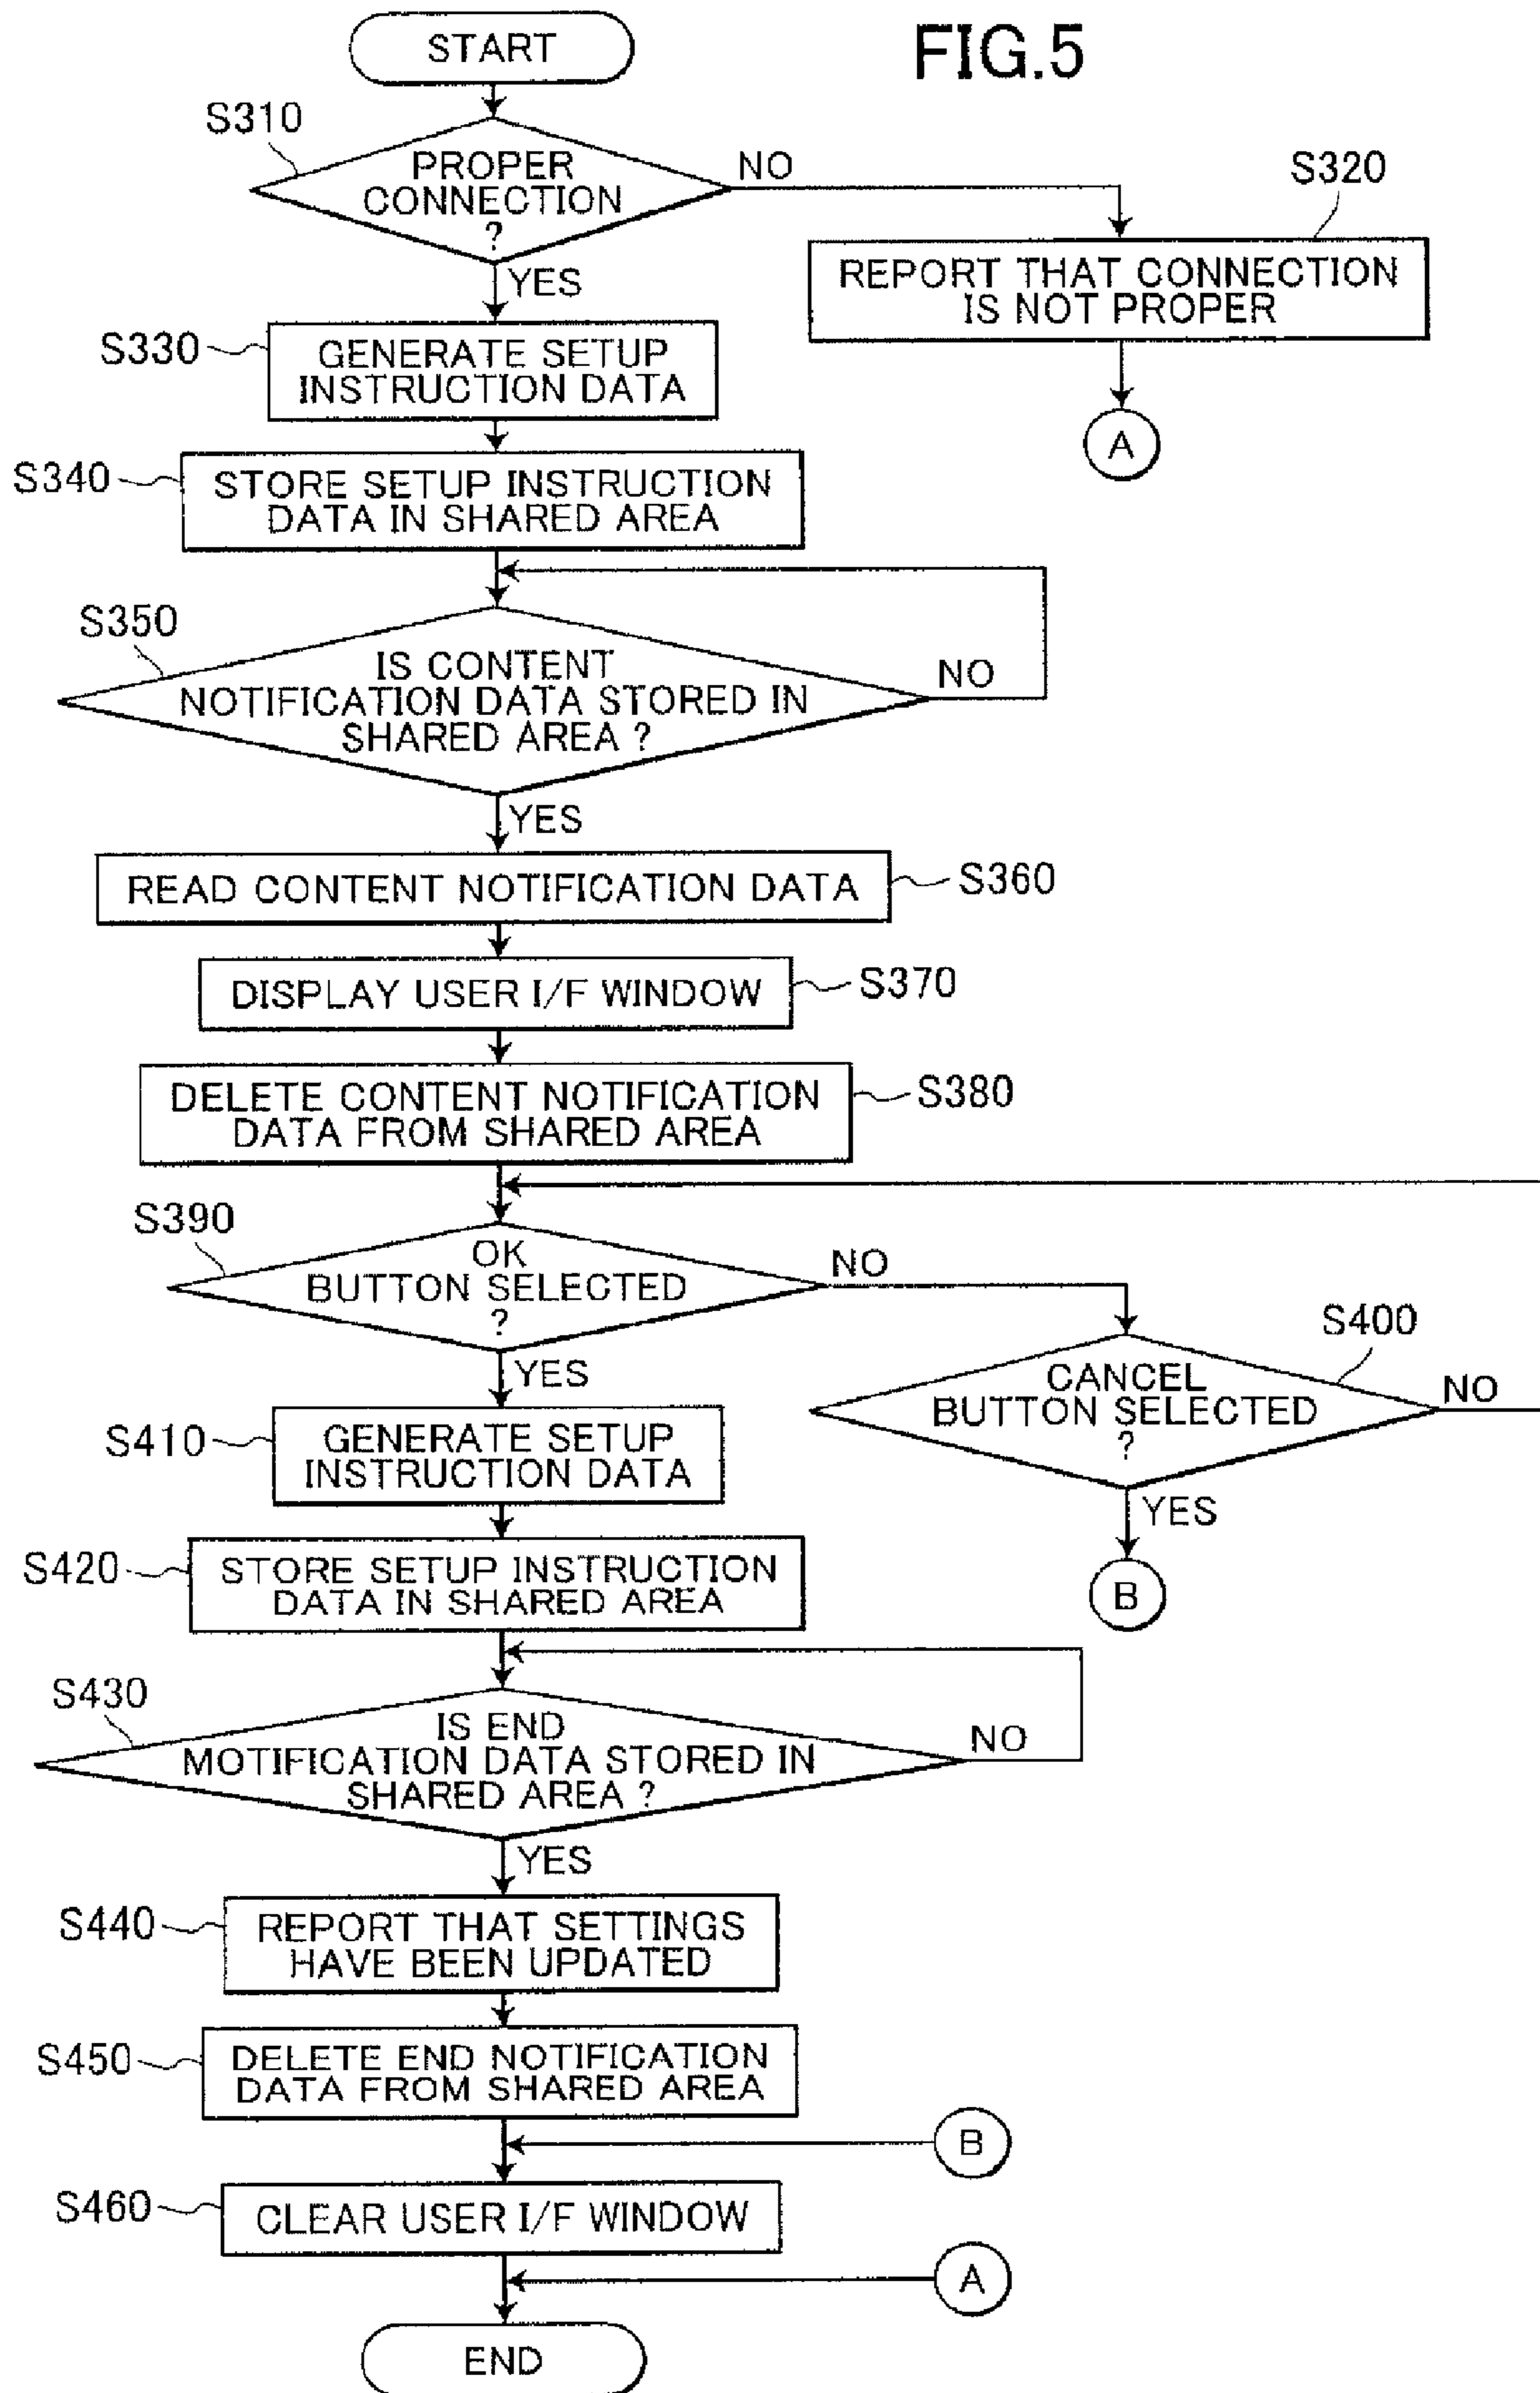 FIG.5
START
S310
PROPER
CONNECTION
?
NO
YES
S320
REPORT THAT CONNECTION
IS NOT PROPER
A
S330
GENERATE SETUP
INSTRUCTION DATA
S340
STORE SETUP INSTRUCTION
DATA IN SHARED AREA
S350
IS CONTENT
NOTIFICATION DATA STORED IN
SHARED AREA ?
NO
YES
READ CONTENT NOTIFICATION DATA
S360
DISPLAY USER I/F WINDOW
S370
DELETE CONTENT NOTIFICATION
DATA FROM SHARED AREA
S380
S390
OK
BUTTON SELECTED
?
NO
YES
S400
CANCEL
BUTTON SELECTED
?
NO
YES
B
S410
GENERATE SETUP
INSTRUCTION DATA
S420
STORE SETUP INSTRUCTION
DATA IN SHARED AREA
S430
IS END
MOTIFICATION DATA STORED IN
SHARED AREA ?
NO
YES
S440
REPORT THAT SETTINGS
HAVE BEEN UPDATED
S450
DELETE END NOTIFICATION
DATA FROM SHARED AREA
B
S460
CLEAR USER I/F WINDOW
A
END